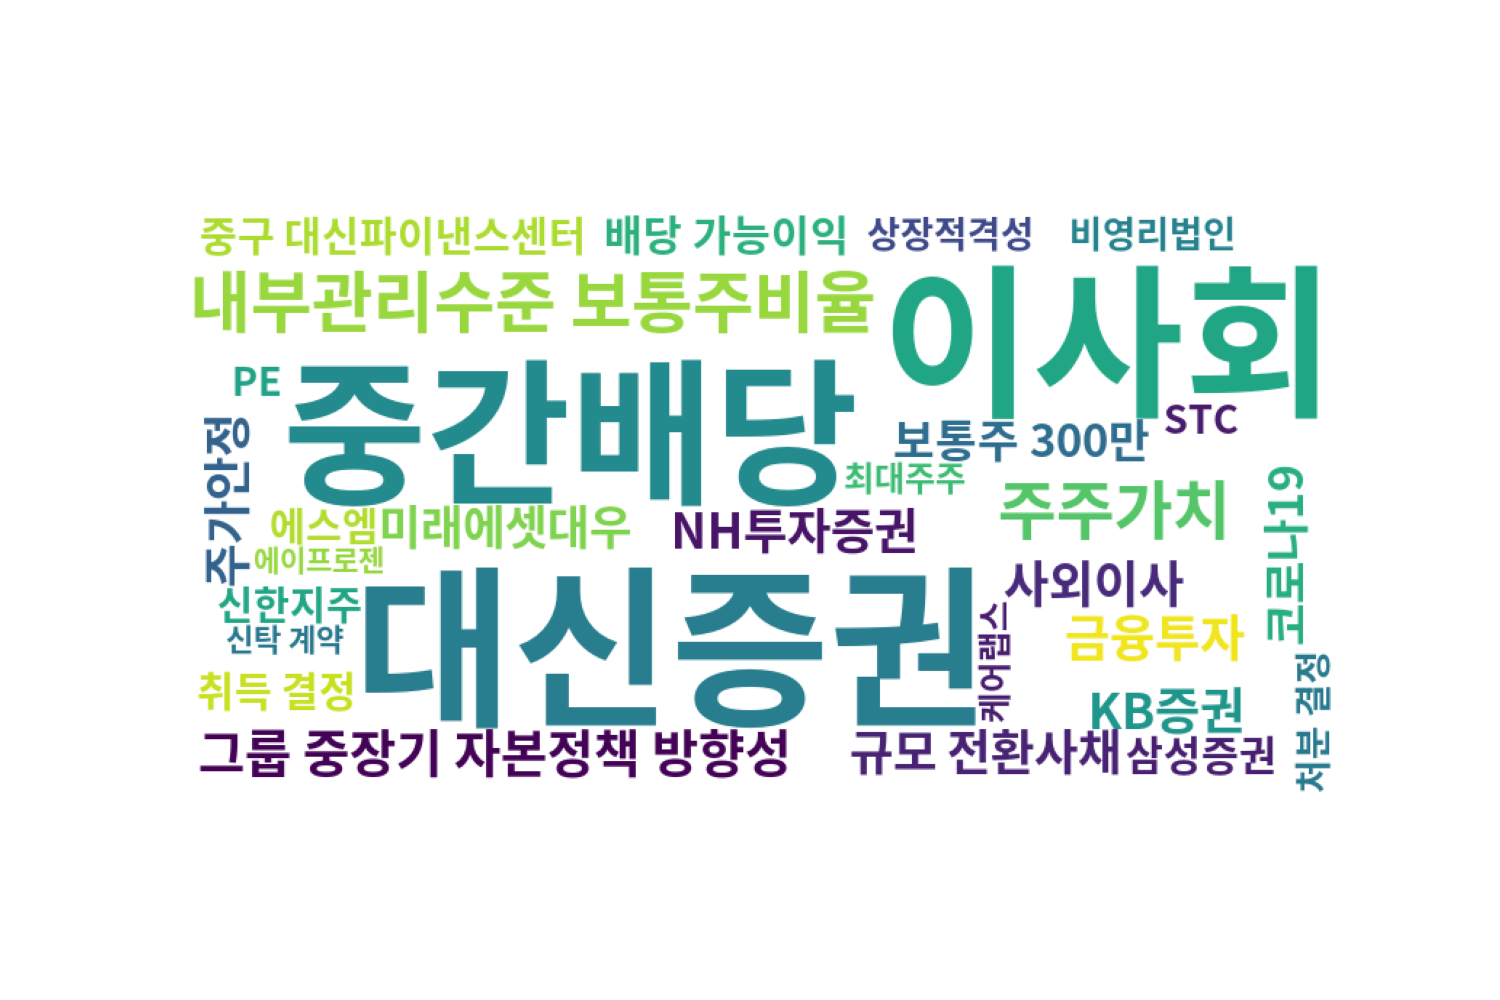 중구 대신파이낸스센터
배당 가능이익
상장적격성
비영리법인
내부관리수준 보통주비율
이사회
PE
중간배당
STC
보통주 300만
주가안정
최대주주
주주가치
코로나19
에스엠
미래에셋대우
NH투자증권
에이프로젠
사외이사
대신증권
신한지주
케어랩스
금융투자
신탁 계약
처분 결정
취득 결정
KB증권
그룹 중장기 자본정책 방향성
규모 전환사채
삼성증권